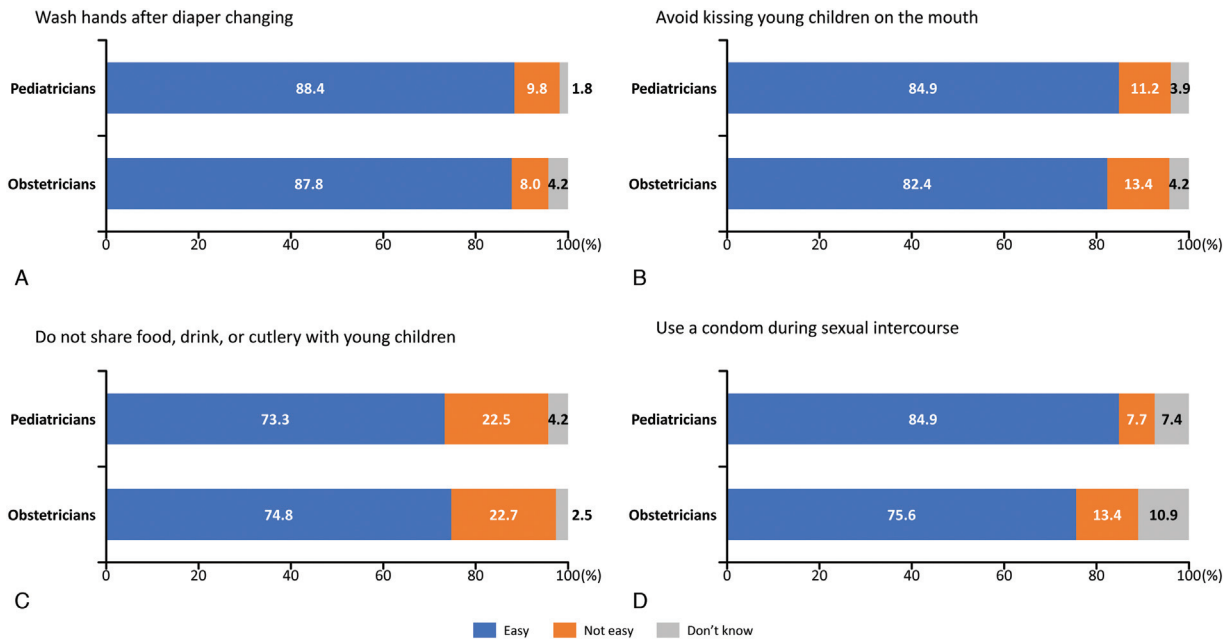 Wash hands after diaper changing
Pediatricians 88.4 9.8 1.8
Obstetricians 87.8 8.0 4.2
0 20 40 60 80 100(%)
A
Avoid kissing young children on the mouth
Pediatricians 84.9 11.2 3.9
Obstetricians 82.4 13.4 4.2
0 20 40 60 80 100(%)
B
Do not share food, drink, or cutlery with young children
Pediatricians 73.3 22.5 4.2
Obstetricians 74.8 22.7 2.5
0 20 40 60 80 100(%)
C
Use a condom during sexual intercourse
Pediatricians 84.9 7.7 7.4
Obstetricians 75.6 13.4 10.9
0 20 40 60 80 100(%)
D
Easy Not easy Don't know